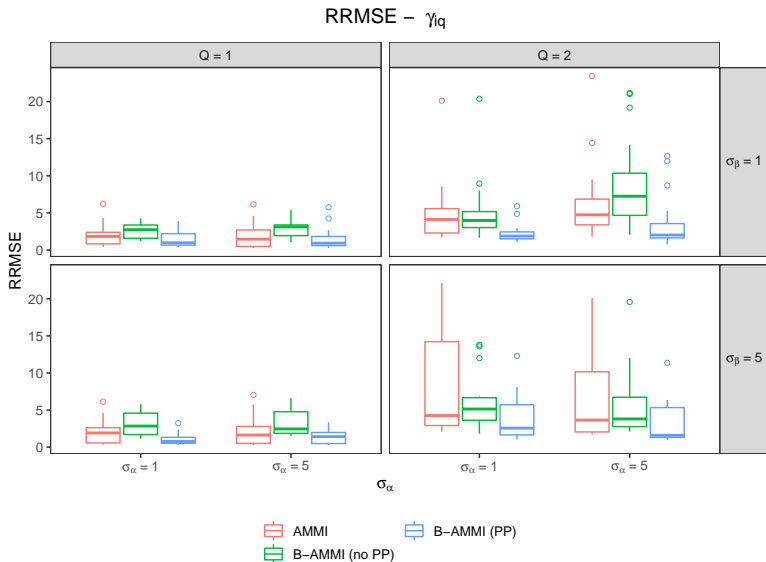 RRMSE − γiq
Q = 1 Q = 2
20
15
10
5
0
σβ = 1
RRMSE
20
15
10
5
0
σβ = 5
σα = 1 σα = 5 σα = 1 σα = 5
σα
AMMI B−AMMI (PP)
B−AMMI (no PP)